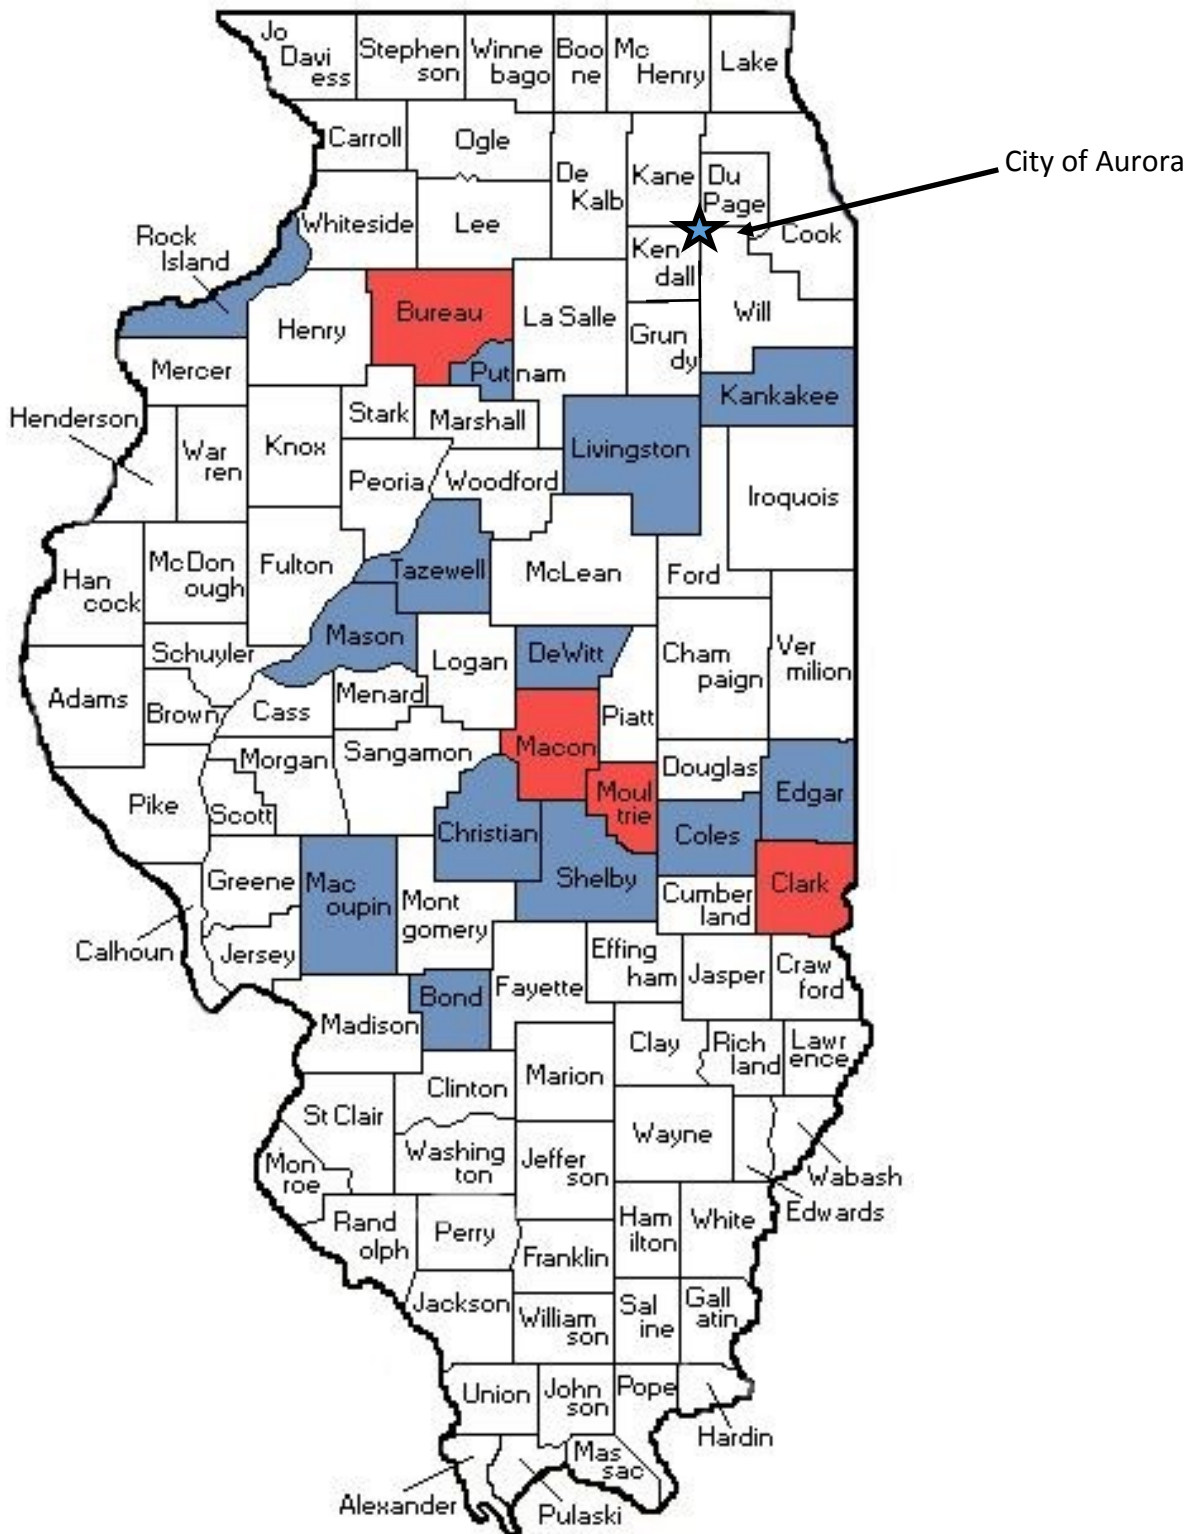 Jo
Davi
ess
Stephen
son
Winne
bago
Boo
ne
Mc
Henry
Lake
Carroll
Ogle
De
Kalb
Kane
Du
Page
City of Aurora
Whiteside
Lee
Cook
Rock
Island
Ken
dall
Bureau
La Salle
Will
Henry
Grun
dy
Mercer
Putnam
Kankakee
Henderson
Stark
Marshall
War
ren
Knox
Livingston
Peoria
Woodford
Iroquois
Han
cock
McDon
ough
Fulton
Tazewell
McLean
Ford
Mason
Schuyler
Logan
DeWitt
Cham
paign
Ver
milion
Adams
Brown
Cass
Menard
Piatt
Morgan
Sangamon
Macon
Douglas
Pike
Scott
Moul
trie
Edgar
Christian
Coles
Greene
Mac
oupin
Shelby
Clark
Mont
gomery
Cumber
land
Calhoun
Jersey
Effing
ham
Jasper
Craw
ford
Bond
Fayette
Madison
Clay
Rich
land
Lawr
ence
Clinton
Marion
St Clair
Wayne
Washing
ton
Jeffer
son
Mon
roe
Wabash
Edwards
Rand
olph
Perry
Ham
ilton
White
Franklin
Jackson
William
son
Sal
ine
Gall
atin
Union
John
son
Pope
Hardin
Mas
sac
Alexander
Pulaski